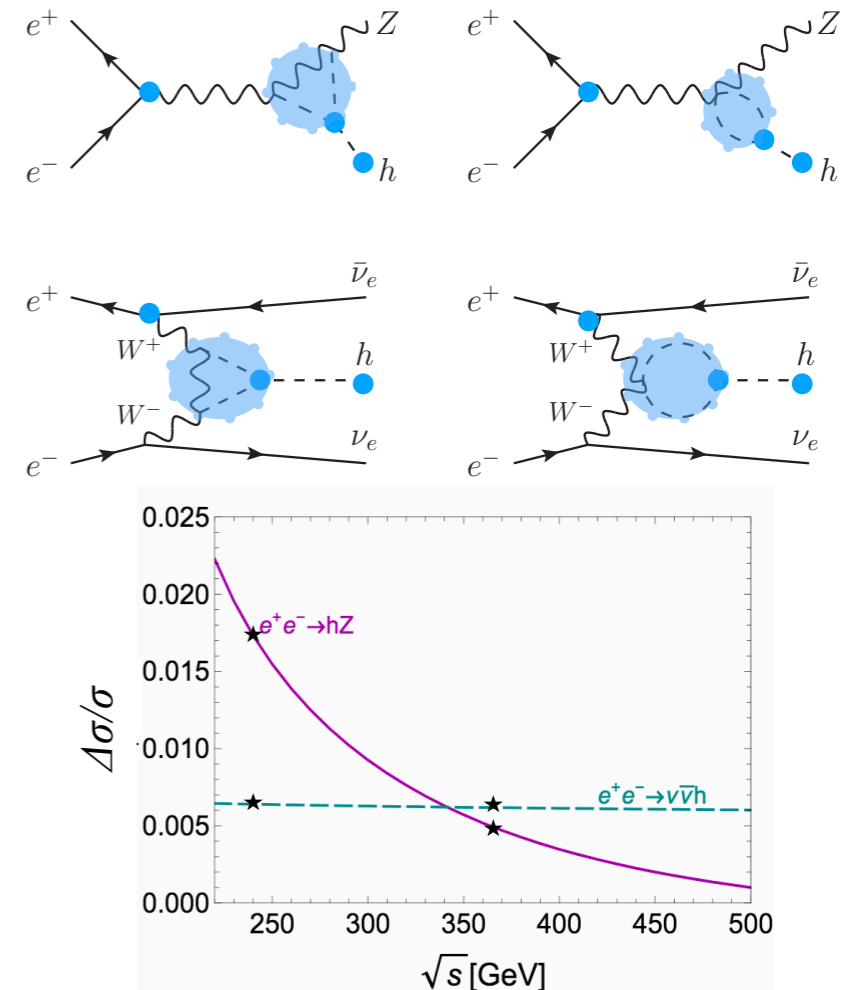 e⁺ Z e⁺ Z
e⁻ h e⁻ h
e⁺ ν̄ₑ e⁺ ν̄ₑ
W⁺ h W⁺ h
W⁻ W⁻
e⁻ νₑ e⁻ νₑ
0.025
0.020
e⁺e⁻→hZ
0.015
Δσ/σ
0.010
e⁺e⁻→νν̄h
0.005
0.000
250 300 350 400 450 500
√s [GeV]